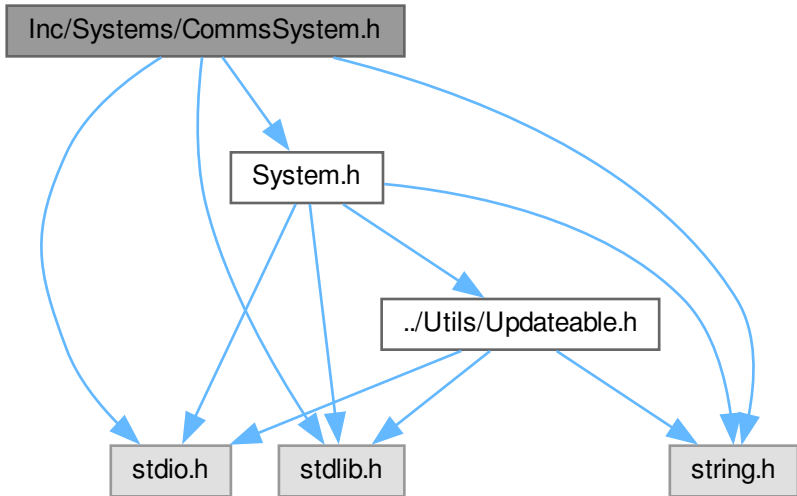 Inc/Systems/CommsSystem.h
System.h
../Utils/Updateable.h
stdio.h
stdlib.h
string.h